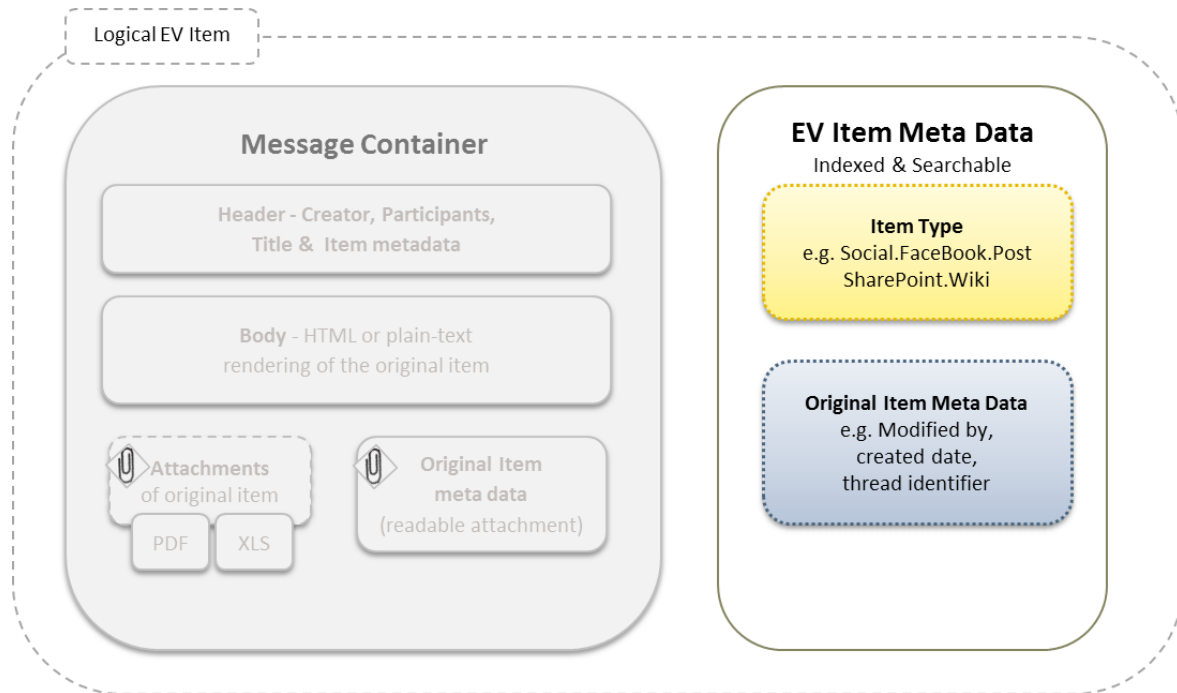 Logical EV Item
Message Container
Header - Creator, Participants,
Title & Item metadata
Body - HTML or plain-text
rendering of the original item
Attachments
of original item
PDF
XLS
Original Item
meta data
(readable attachment)
EV Item Meta Data
Indexed & Searchable
Item Type
e.g. Social.FaceBook.Post
SharePoint.Wiki
Original Item Meta Data
e.g. Modified by,
created date,
thread identifier